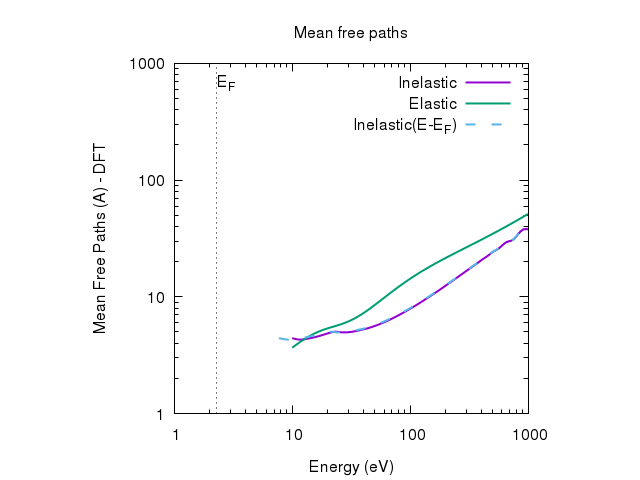 Mean free paths
1000
100
10
1
Mean Free Paths (A) - DFT
E_F
Inelastic
Elastic
Inelastic(E-E_F)
1 10 100 1000
Energy (eV)